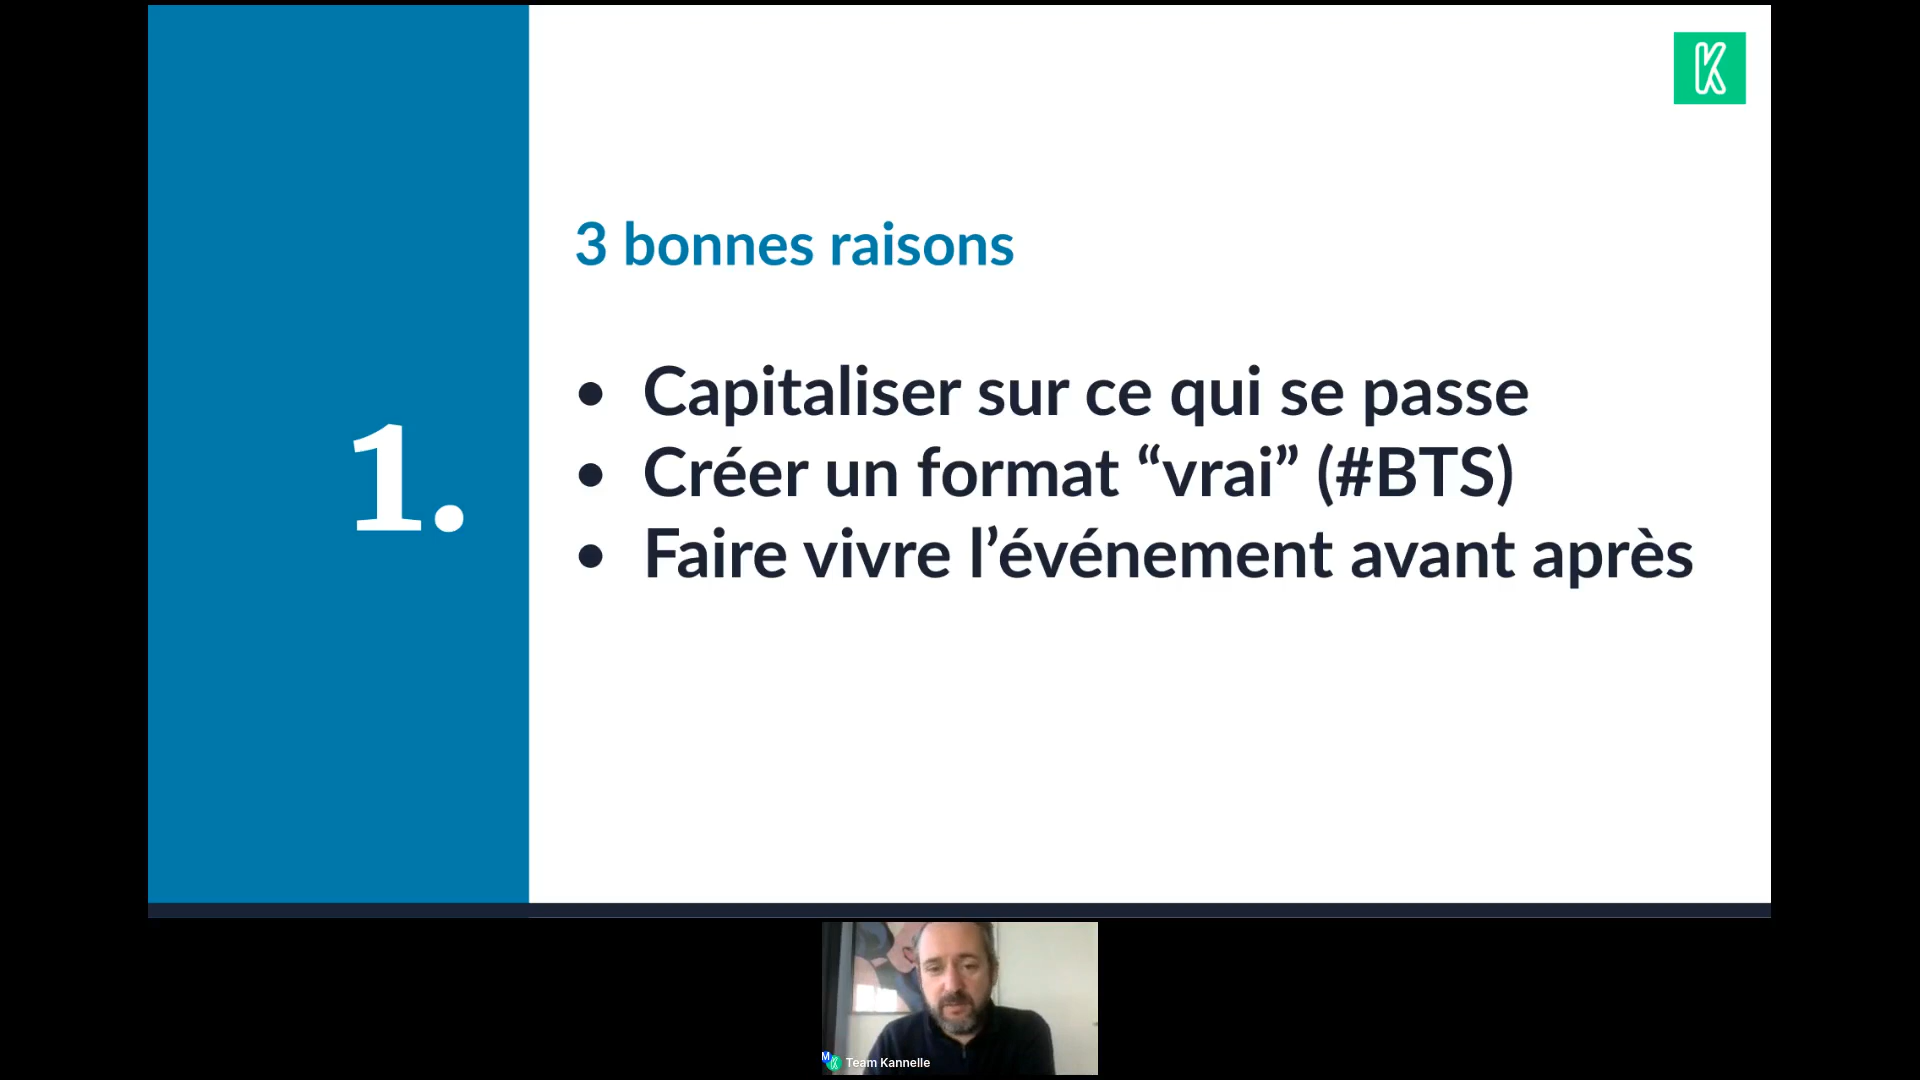 K
3 bonnes raisons
1.
• Capitaliser sur ce qui se passe
• Créer un format “vrai” (#BTS)
• Faire vivre l’événement avant après
M
Team Kannelle